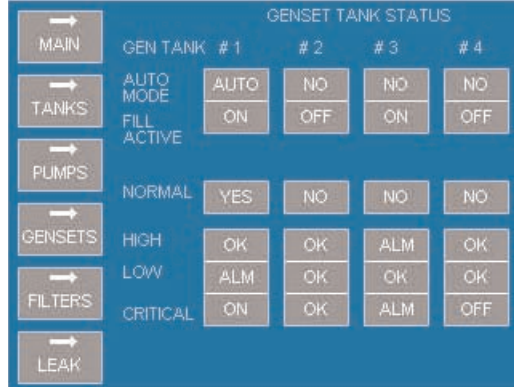 GENSET TANK STATUS
MAIN
GEN TANK # 1 # 2 # 3 # 4
AUTO MODE AUTO NO NO NO
TANKS
FILL ACTIVE ON OFF ON OFF
PUMPS
NORMAL YES NO NO NO
GENSETS
HIGH OK OK ALM OK
LOW ALM OK OK OK
FILTERS
CRITICAL ON OK ALM OFF
LEAK